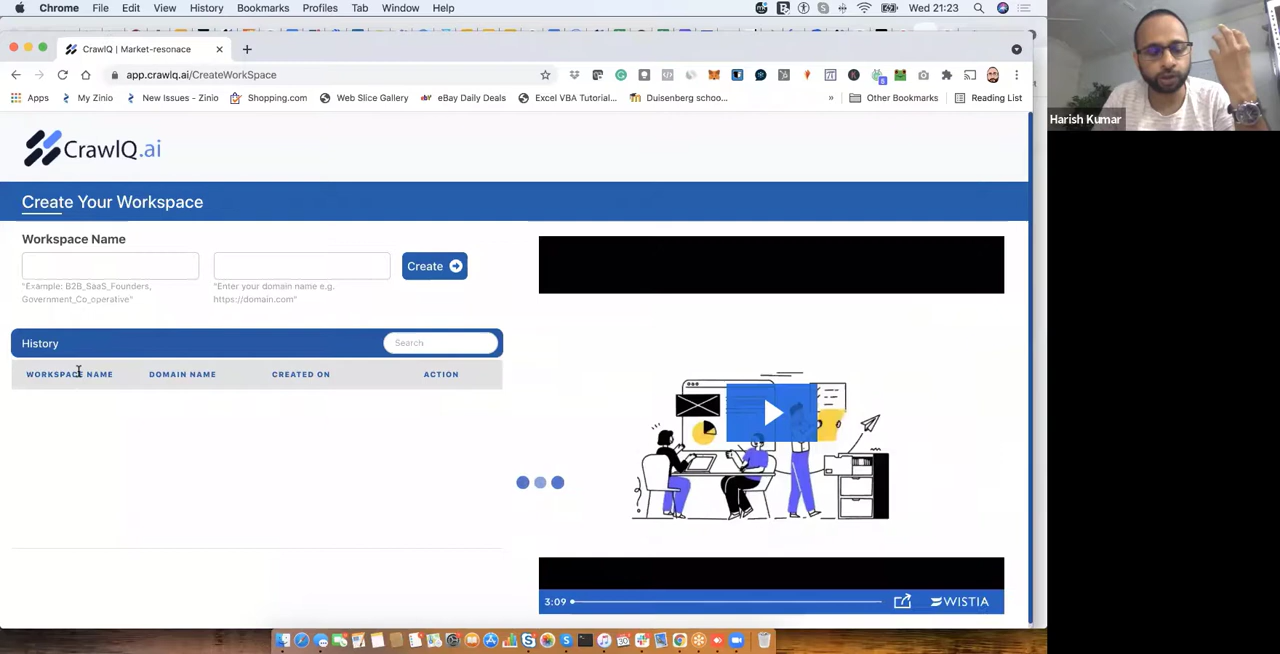 Chrome File Edit View History Bookmarks Profiles Tab Window Help
Wed 21:23
CrawlQ | Market-resonace
app.crawlq.ai/CreateWorkSpace
Apps My Zinio New Issues - Zinio Shopping.com Web Slice Gallery eBay Daily Deals Excel VBA Tutorial... Duisenberg schoo... » Other Bookmarks Reading List
Harish Kumar
CrawlQ.ai
Create Your Workspace
Workspace Name
Create
"Example: B2B_SaaS_Founders,
Government_Co_operative"
"Enter your domain name e.g.
https://domain.com"
History
Search
WORKSPACE NAME DOMAIN NAME CREATED ON ACTION
3:09
WISTIA